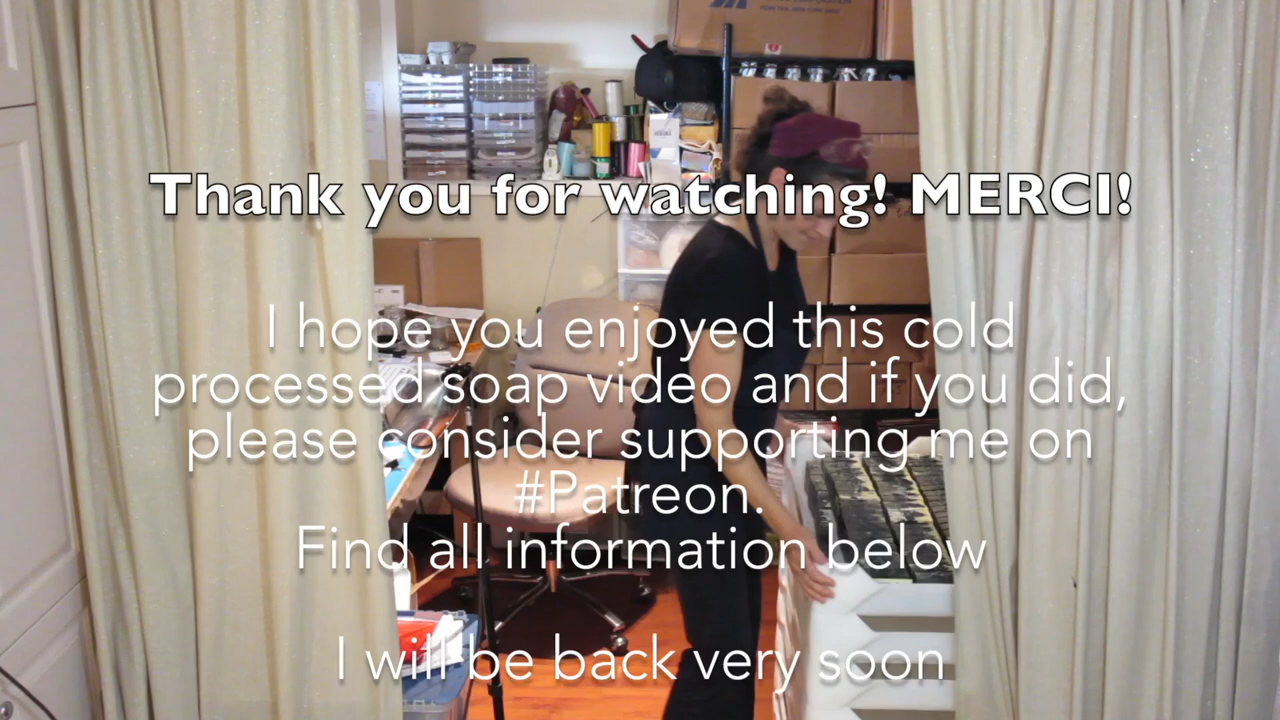 Thank you for watching! MERCI!
I hope you enjoyed this cold
processed soap video and if you did,
please consider supporting me on
#Patreon.
Find all information below
I will be back very soon